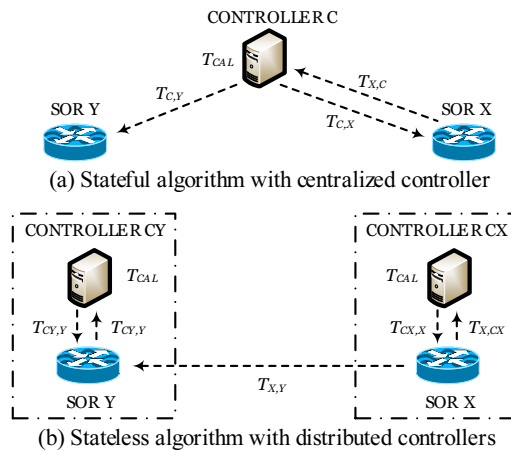 CONTROLLER C
T_CAL
T_X,C
T_C,Y
T_C,X
SOR Y
SOR X
(a) Stateful algorithm with centralized controller
CONTROLLER CY
CONTROLLER CX
T_CAL
T_CAL
T_CY,Y
T_CY,Y
T_CX,X
T_X,CX
T_X,Y
SOR Y
SOR X
(b) Stateless algorithm with distributed controllers